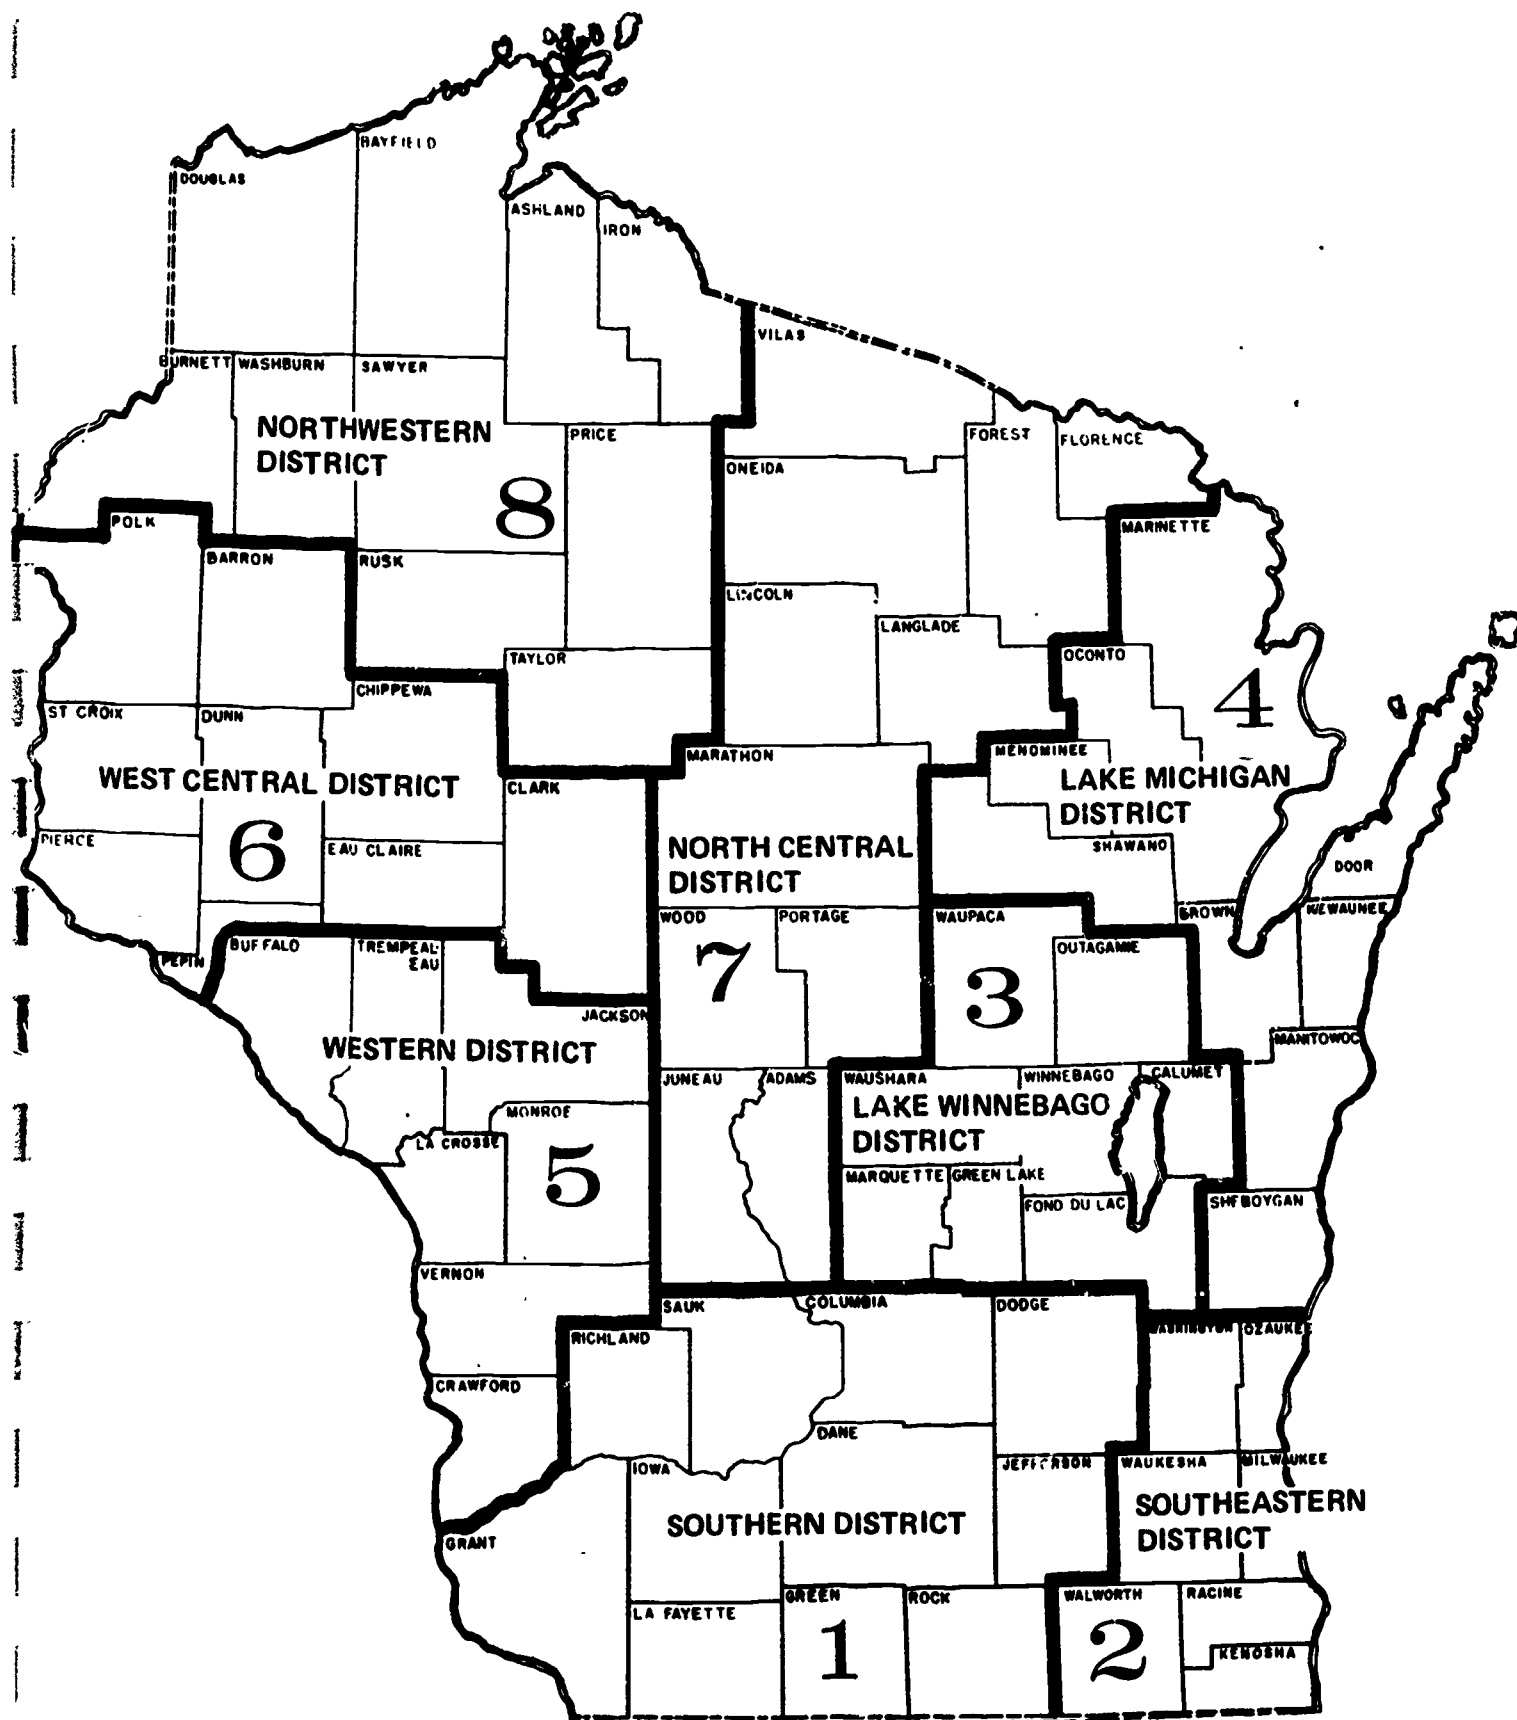 BAYFIELD
DOUGLAS
ASHLAND
IRON
VILAS
BURNETT
WASHBURN
SAWYER
NORTHWESTERN
DISTRICT
8
PRICE
FOREST
FLORENCE
ONEIDA
POLK
MARINETTE
BARRON
RUSK
LINCOLN
LANGLADE
TAYLOR
OCONTO
CHIPPEWA
4
ST CROIX
DUNN
MARATHON
MENOMINEE
WEST CENTRAL DISTRICT
CLARK
LAKE MICHIGAN
DISTRICT
PIERCE
6
EAU CLAIRE
NORTH CENTRAL
DISTRICT
SHAWANO
DOOR
WOOD
PORTAGE
WAUPACA
BROWN
KEWAUNEE
BUFFALO
TREMPEAL-
EAU
PEPIN
7
3
OUTAGAMIE
JACKSON
WESTERN DISTRICT
MANITOWOC
JUNEAU
ADAMS
WAUSHARA
WINNEBAGO
CALUMET
LAKE WINNEBAGO
DISTRICT
MONROE
LA CROSSE
5
MARQUETTE
GREEN LAKE
FOND DU LAC
SHEBOYGAN
VERNON
SAUK
COLUMBIA
DODGE
RICHLAND
WASHINGTON
OZAUKEE
CRAWFORD
DANE
IOWA
JEFFERSON
WAUKESHA
MILWAUKEE
SOUTHERN DISTRICT
SOUTHEASTERN
DISTRICT
GRANT
LA FAYETTE
GREEN
ROCK
WALWORTH
RACINE
1
2
KENOSHA